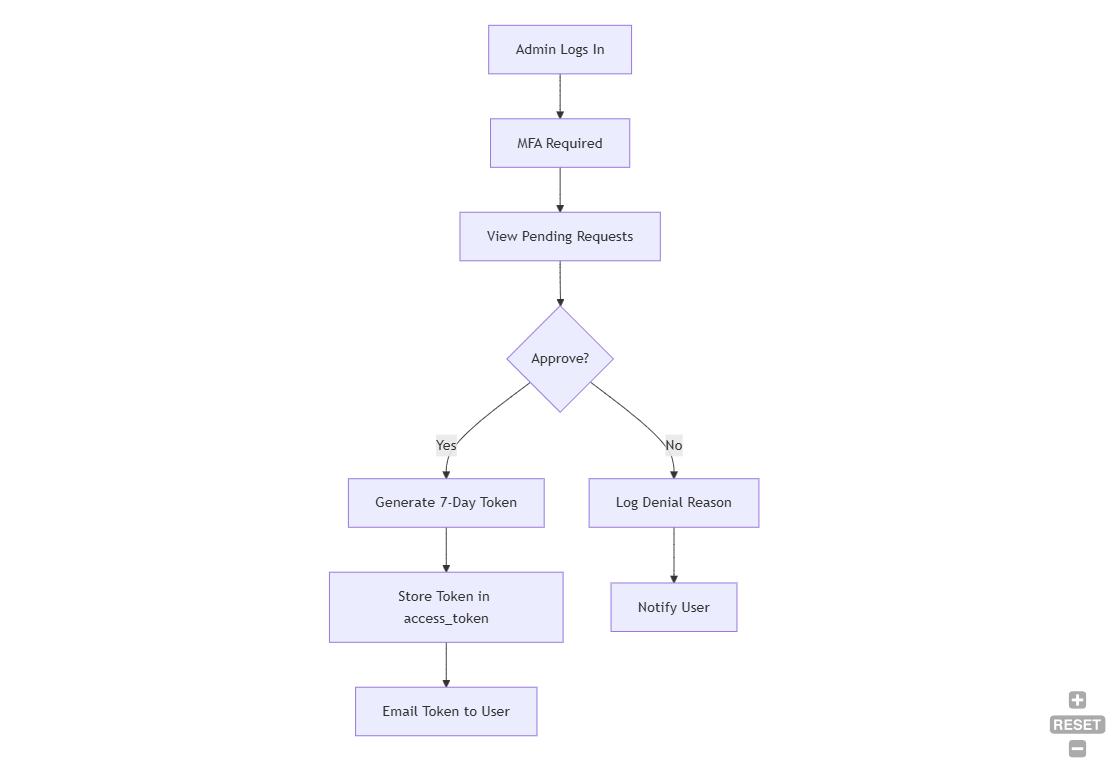 Admin Logs In
MFA Required
View Pending Requests
Approve?
Yes
No
Generate 7-Day Token
Log Denial Reason
Store Token in
access_token
Notify User
Email Token to User
RESET